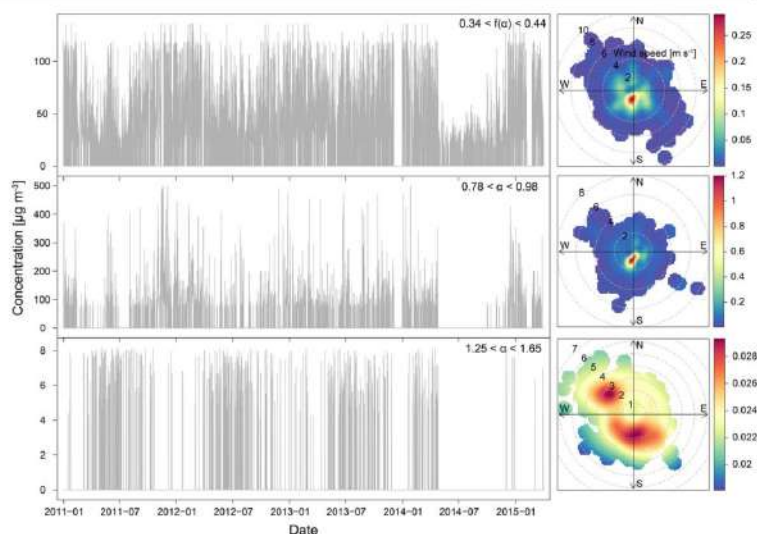 0.34 < f(α) < 0.44
100
50
0
N
10
8
6
Wind speed [m s⁻¹]
4
2
W
E
S
0.25
0.20
0.15
0.10
0.05
Concentration [µg m⁻³]
0.78 < α < 0.98
500
400
300
200
100
0
N
8
6
4
2
W
E
S
1.2
1
0.8
0.6
0.4
0.2
1.25 < α < 1.65
8
6
4
2
0
N
7
6
5
4
3
2
1
W
E
S
0.028
0.026
0.024
0.022
0.02
2011-01 2011-07 2012-01 2012-07 2013-01 2013-07 2014-01 2014-07 2015-01
Date